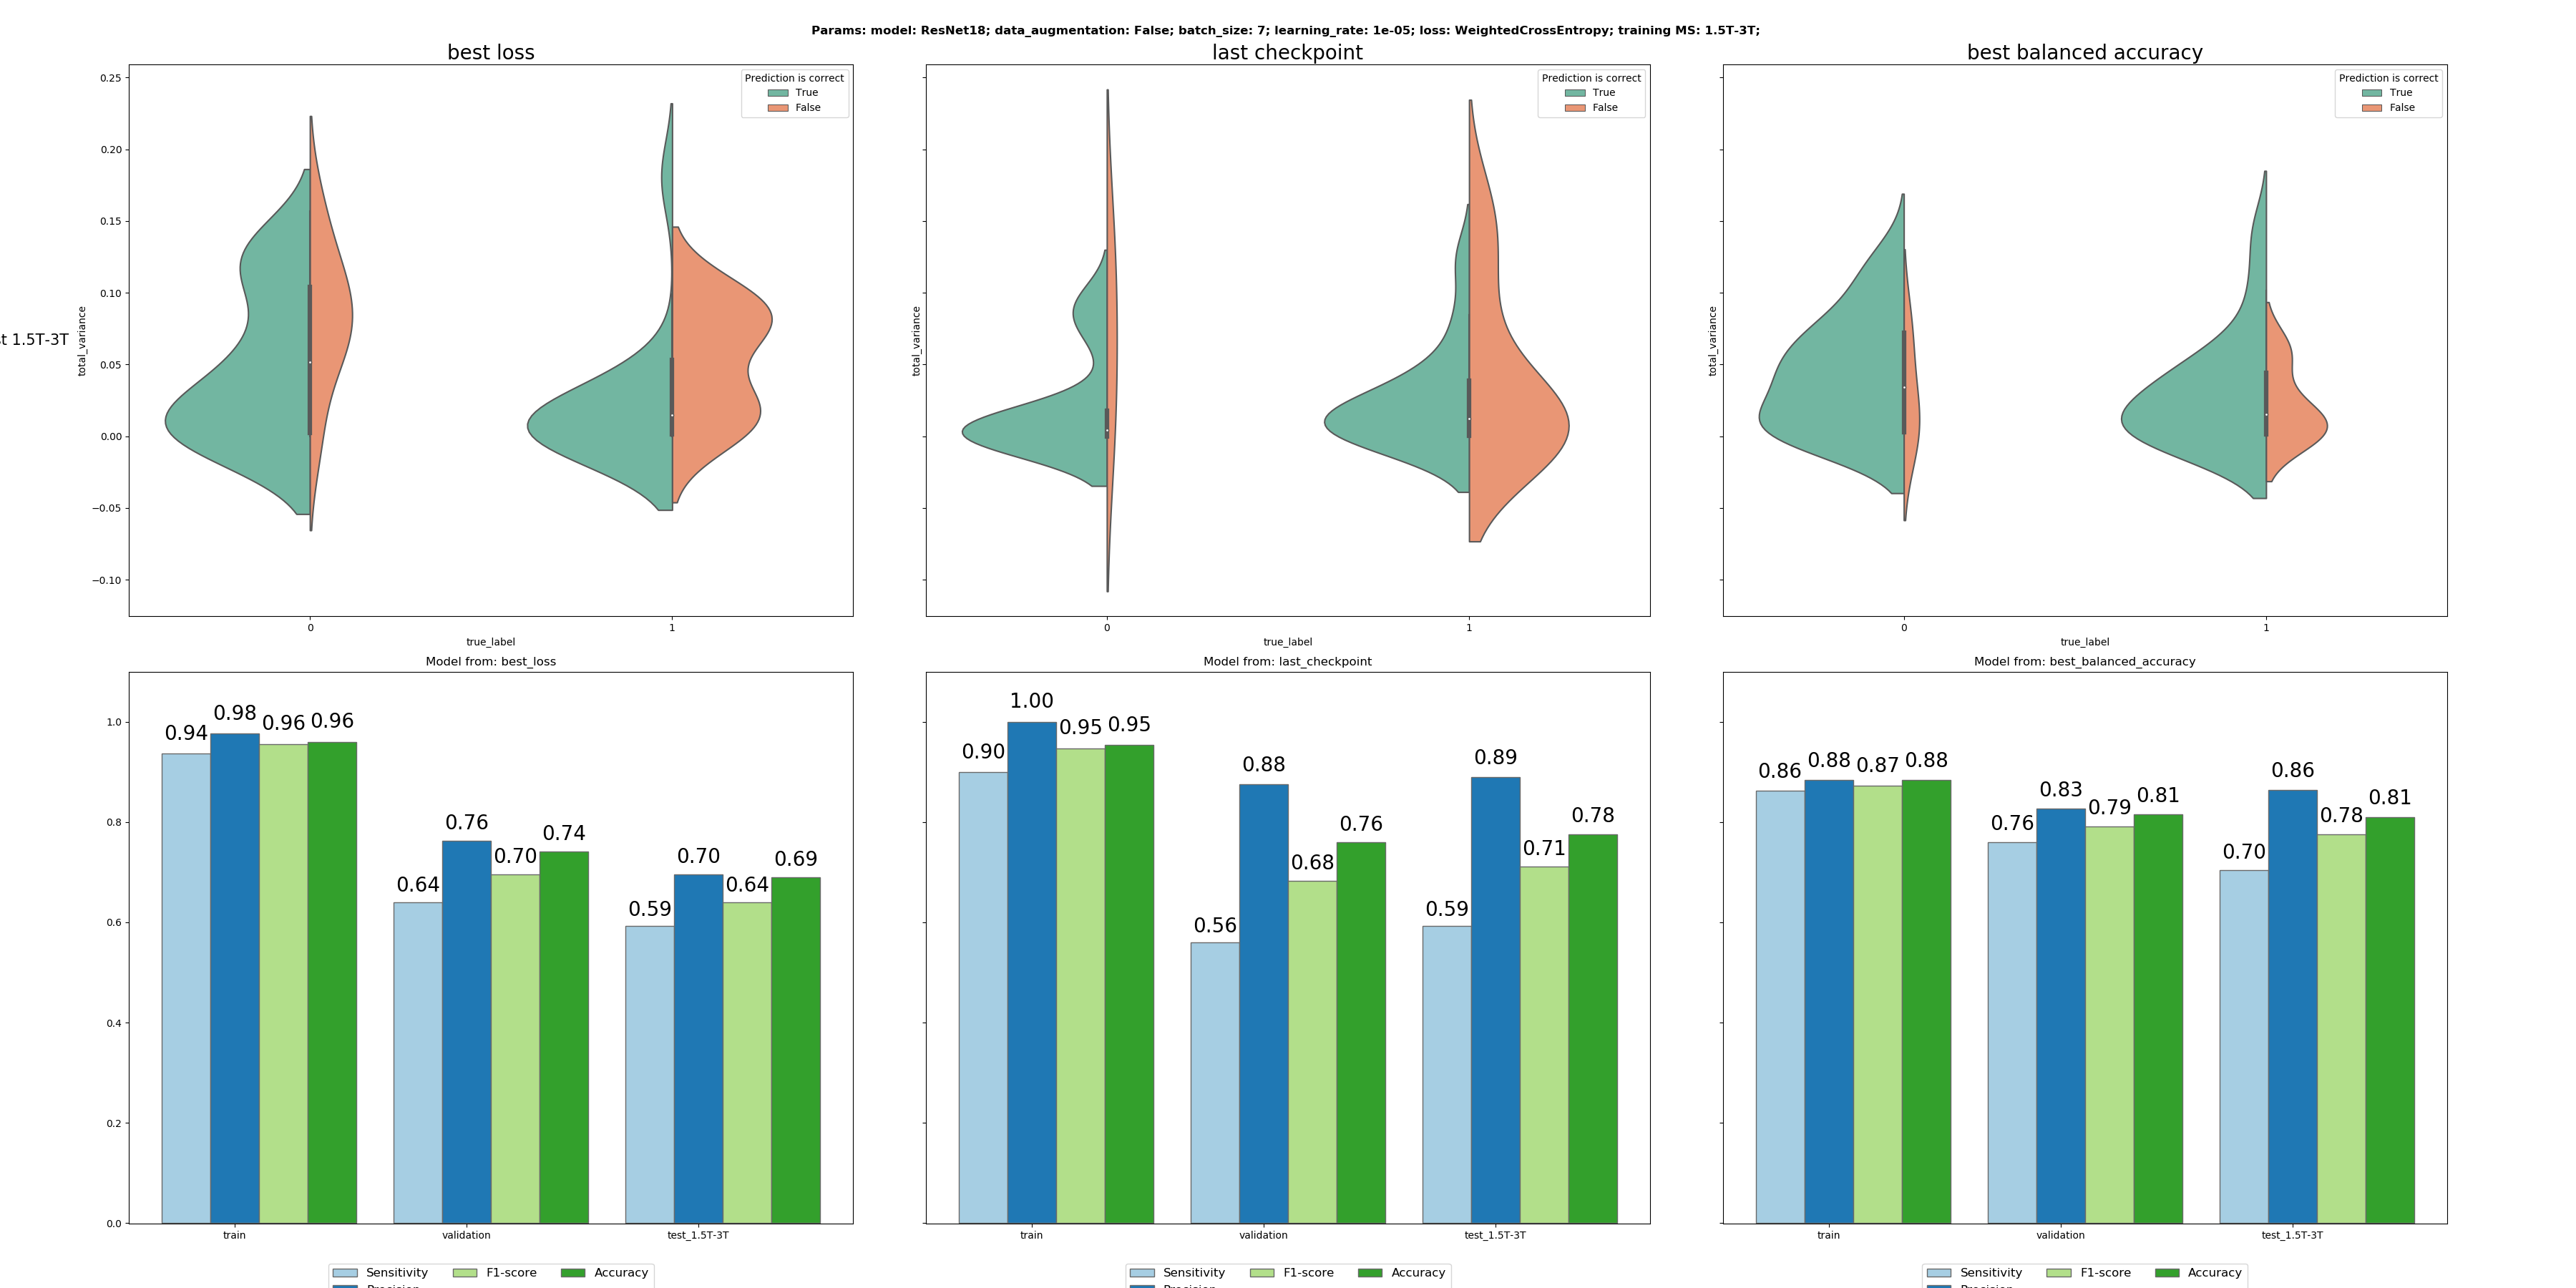 Params: model: ResNet18; data_augmentation: False; batch_size: 7; learning_rate: 1e-05; loss: WeightedCrossEntropy; training MS: 1.5T-3T;
best loss
last checkpoint
best balanced accuracy
Prediction is correct
True
False
Prediction is correct
True
False
Prediction is correct
True
False
0.25
0.20
0.15
0.10
0.05
0.00
−0.05
−0.10
1.5T-3T
total_variance
total_variance
total_variance
0 1
0 1
0 1
true_label
true_label
true_label
Model from: best_loss
Model from: last_checkpoint
Model from: best_balanced_accuracy
1.0
0.8
0.6
0.4
0.2
0.0
0.94 0.98 0.96 0.96
0.64 0.76 0.70 0.74
0.59 0.70 0.64 0.69
0.90 1.00 0.95 0.95
0.56 0.88 0.68 0.76
0.59 0.89 0.71 0.78
0.86 0.88 0.87 0.88
0.76 0.83 0.79 0.81
0.70 0.86 0.78 0.81
train validation test_1.5T-3T
train validation test_1.5T-3T
train validation test_1.5T-3T
Sensitivity F1-score Accuracy
Sensitivity F1-score Accuracy
Sensitivity F1-score Accuracy